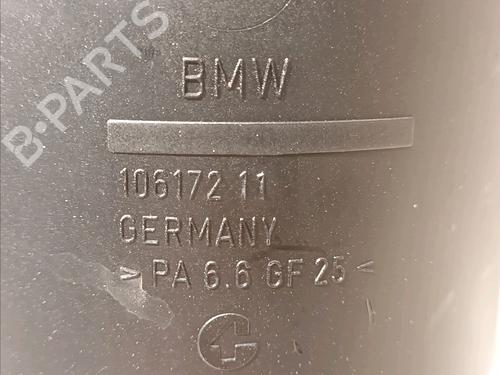 B-PARTS
BMW
106172 11
GERMANY
> PA 6.6 GF 25 <